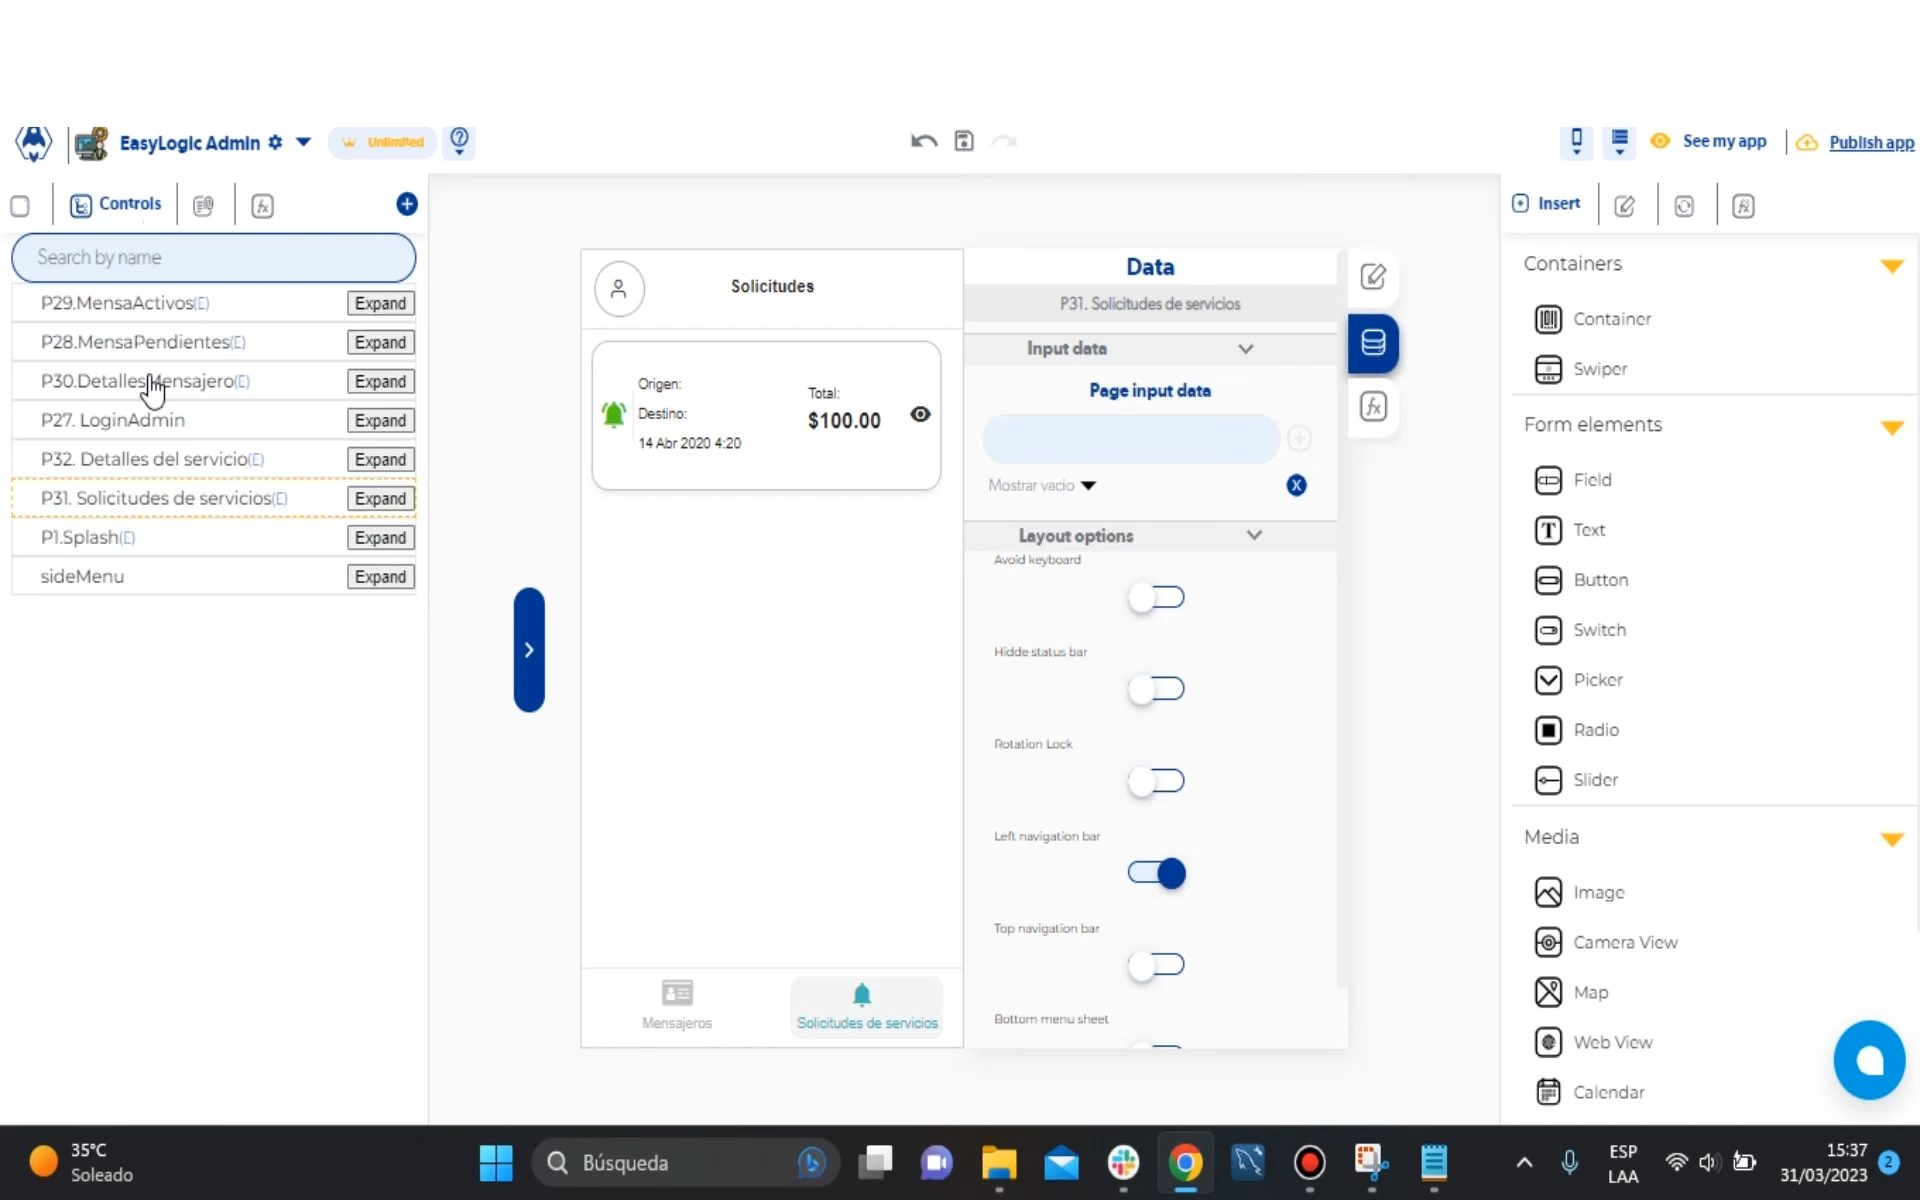 EasyLogic Admin
Unlimited
See my app
Publish app
Controls
Insert
Search by name
P29.MensaActivos(E) Expand
P28.MensaPendientes(E) Expand
P30.DetallesMensajero(E) Expand
P27. LoginAdmin Expand
P32. Detalles del servicio(E) Expand
P31. Solicitudes de servicios(E) Expand
P1.Splash(E) Expand
sideMenu Expand
Solicitudes
Origen:
Destino:
14 Abr 2020 4:20
Total:
$100.00
Mensajeros
Solicitudes de servicios
Data
P31. Solicitudes de servicios
Input data
Page input data
Mostrar vacio
X
Layout options
Avoid keyboard
Hidde status bar
Rotation Lock
Left navigation bar
Top navigation bar
Bottom menu sheet
Containers
Container
Swiper
Form elements
Field
Text
Button
Switch
Picker
Radio
Slider
Media
Image
Camera View
Map
Web View
Calendar
35°C
Soleado
Búsqueda
ESP
LAA
15:37
31/03/2023
2